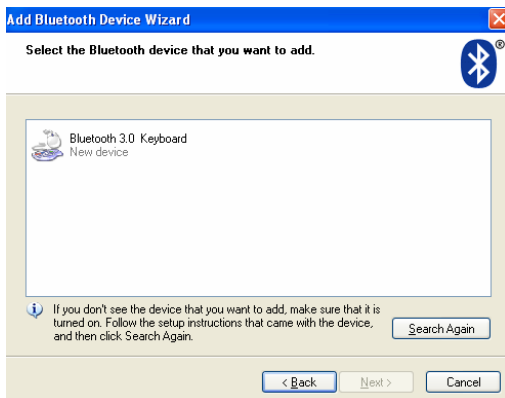 Add Bluetooth Device Wizard
Select the Bluetooth device that you want to add.
®
Bluetooth 3.0 Keyboard
New device
If you don't see the device that you want to add, make sure that it is
turned on. Follow the setup instructions that came with the device,
and then click Search Again.
Search Again
< Back
Next >
Cancel